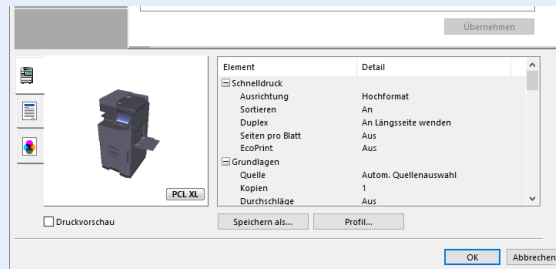 Übernehmen
Element Detail
Schnelldruck
Ausrichtung Hochformat
Sortieren An
Duplex An Längsseite wenden
Seiten pro Blatt Aus
EcoPrint Aus
Grundlagen
Quelle Autom. Quellenauswahl
Kopien 1
Durchschläge Aus
PCL XL
Druckvorschau Speichern als... Profil...
OK Abbrechen